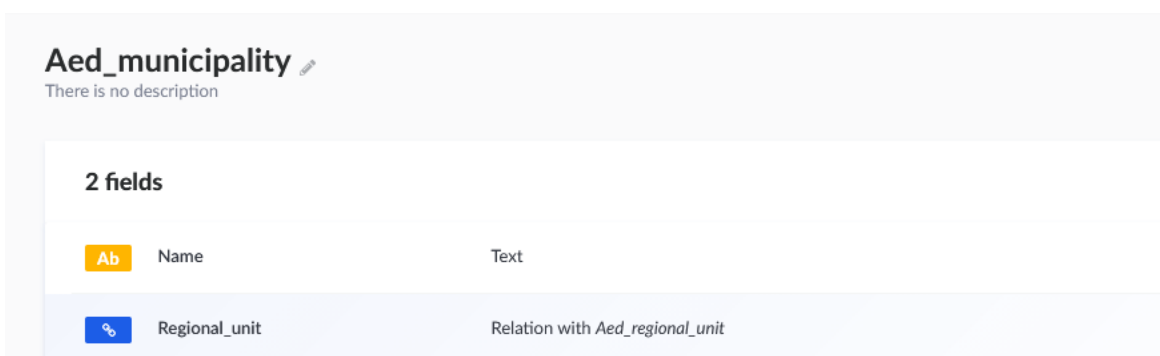 Aed_municipality
There is no description
2 fields
Ab Name Text
Regional_unit Relation with Aed_regional_unit